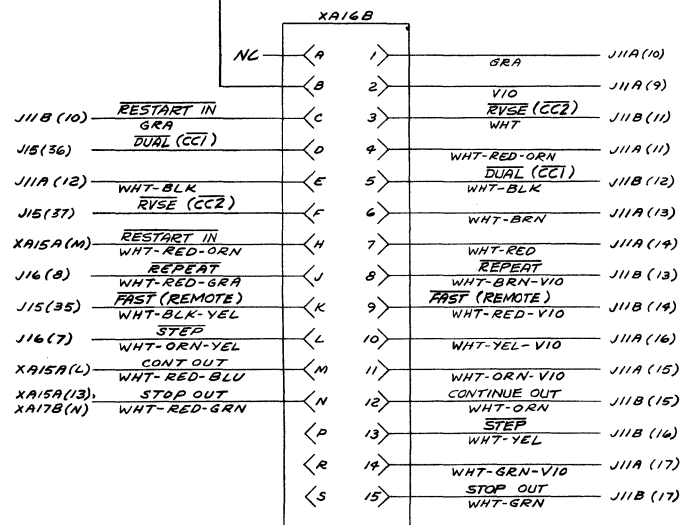 XA16B
NC A 1 GRA J11A(10)
B 2 VIO J11A(9)
J11B(10) RESTART IN GRA C 3 RVSE (CC2) WHT J11B(11)
J15(36) DUAL (CC1) D 4 WHT-RED-ORN J11A(11)
J11A(12) WHT-BLK E 5 DUAL (CC1) WHT-BLK J11B(12)
J15(37) RVSE (CC2) F 6 WHT-BRN J11A(13)
XA15A(M) RESTART IN WHT-RED-ORN H 7 WHT-RED J11A(14)
J16(8) REPEAT WHT-RED-GRA J 8 REPEAT WHT-BRN-VIO J11B(13)
J15(35) FAST (REMOTE) WHT-BLK-YEL K 9 FAST (REMOTE) WHT-RED-VIO J11B(14)
J16(7) STEP WHT-ORN-YEL L 10 WHT-YEL-VIO J11A(16)
XA15A(L) CONT OUT WHT-RED-BLU M 11 WHT-ORN-VIO J11A(15)
XA15A(13), XA17B(N) STOP OUT WHT-RED-GRN N 12 CONTINUE OUT WHT-ORN J11B(15)
P 13 STEP WHT-YEL J11B(16)
R 14 WHT-GRN-VIO J11A(17)
S 15 STOP OUT WHT-GRN J11B(17)